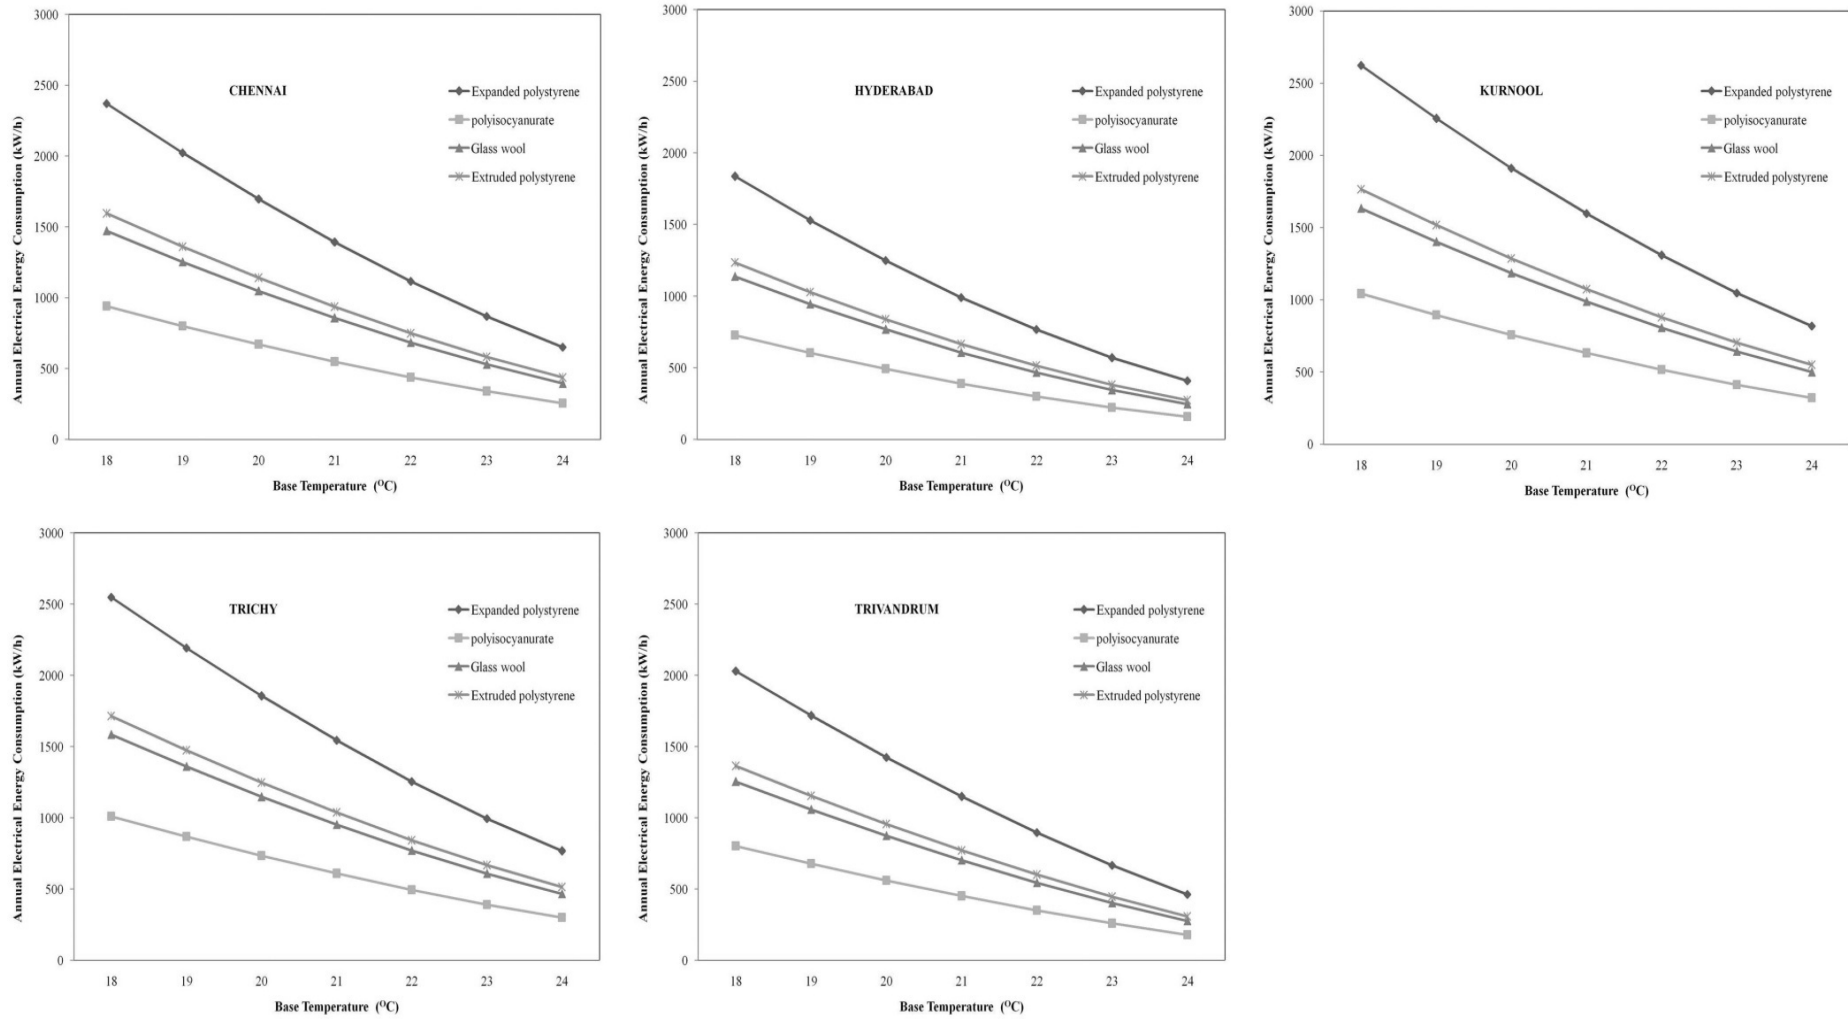 3000
2500
2000
1500
1000
500
0
Annual Electrical Energy Consumption (kW/h)
CHENNAI
Expanded polystyrene
polyisocyanurate
Glass wool
Extruded polystyrene
18 19 20 21 22 23 24
Base Temperature (OC)
3000
2500
2000
1500
1000
500
0
Annual Electrical Energy Consumption (kW/h)
HYDERABAD
Expanded polystyrene
polyisocyanurate
Glass wool
Extruded polystyrene
18 19 20 21 22 23 24
Base Temperature (OC)
3000
2500
2000
1500
1000
500
0
Annual Electrical Energy Consumption (kW/h)
KURNOOL
Expanded polystyrene
polyisocyanurate
Glass wool
Extruded polystyrene
18 19 20 21 22 23 24
Base Temperature (OC)
3000
2500
2000
1500
1000
500
0
Annual Electrical Energy Consumption (kW/h)
TRICHY
Expanded polystyrene
polyisocyanurate
Glass wool
Extruded polystyrene
18 19 20 21 22 23 24
Base Temperature (OC)
3000
2500
2000
1500
1000
500
0
Annual Electrical Energy Consumption (kW/h)
TRIVANDRUM
Expanded polystyrene
polyisocyanurate
Glass wool
Extruded polystyrene
18 19 20 21 22 23 24
Base Temperature (OC)